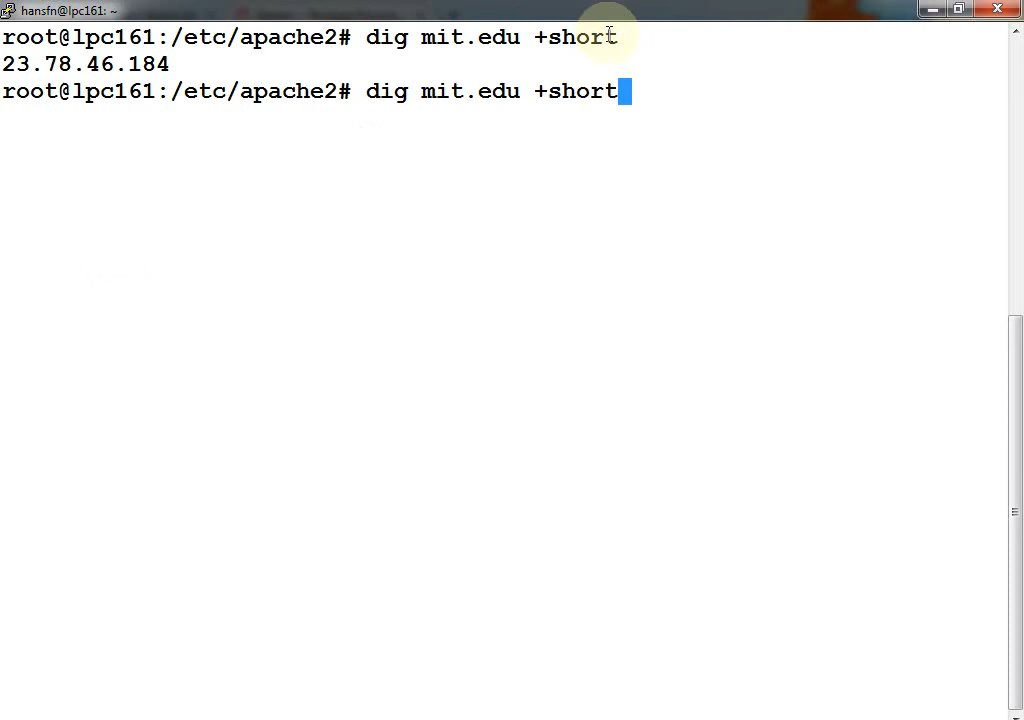 hansfn@lpc161: ~
root@lpc161:/etc/apache2# dig mit.edu +short
23.78.46.184
root@lpc161:/etc/apache2# dig mit.edu +short